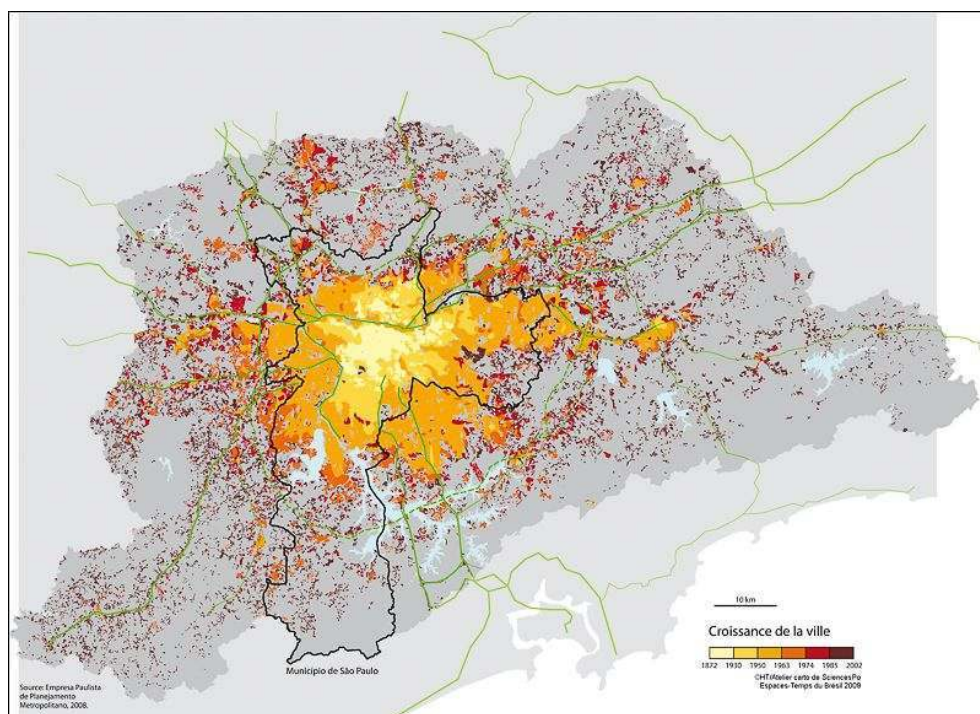 10 km
Croissance de la ville
1872 1930 1950 1963 1974 1985 2002
©HT/Atelier carto de SciencesPo
Espaces-Temps du Bresil 2009
Município de São Paulo
Source: Empresa Paulista
de Planejamento
Metropolitano, 2008.